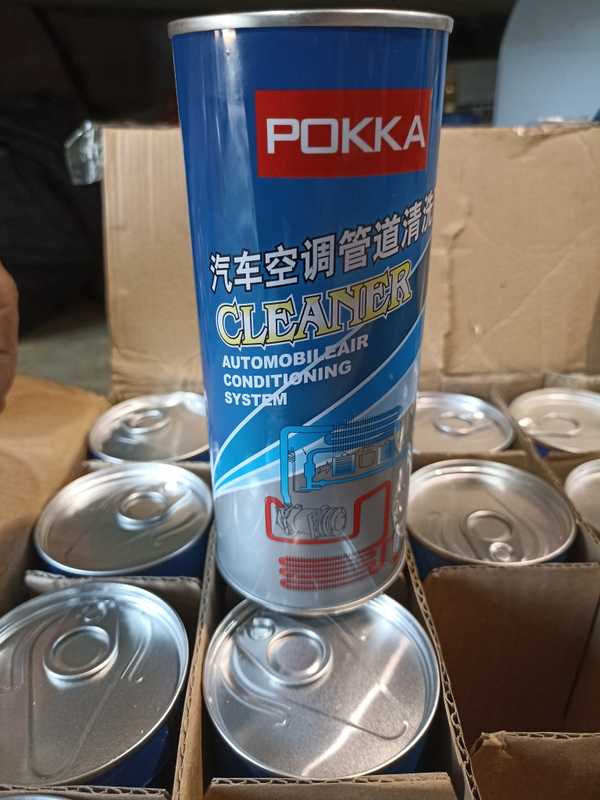 POKKA
汽车空调管道清洗
CLEANER
AUTOMOBILEAIR
CONDITIONING
SYSTEM